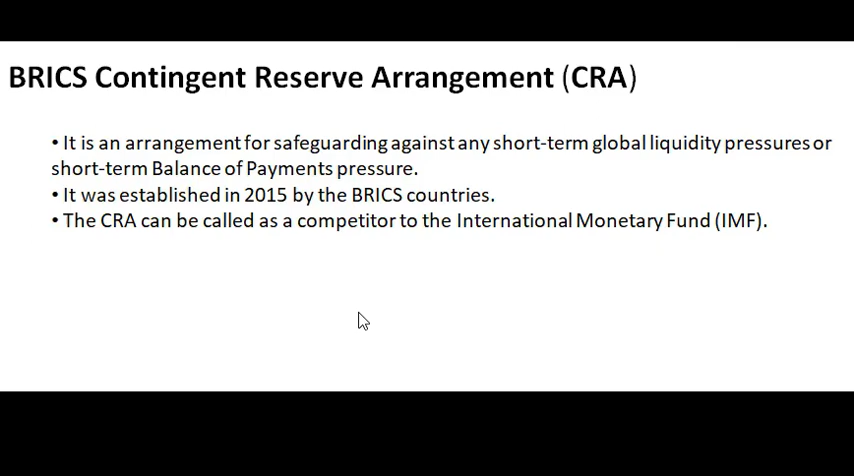 BRICS Contingent Reserve Arrangement (CRA)
• It is an arrangement for safeguarding against any short-term global liquidity pressures or
short-term Balance of Payments pressure.
• It was established in 2015 by the BRICS countries.
• The CRA can be called as a competitor to the International Monetary Fund (IMF).